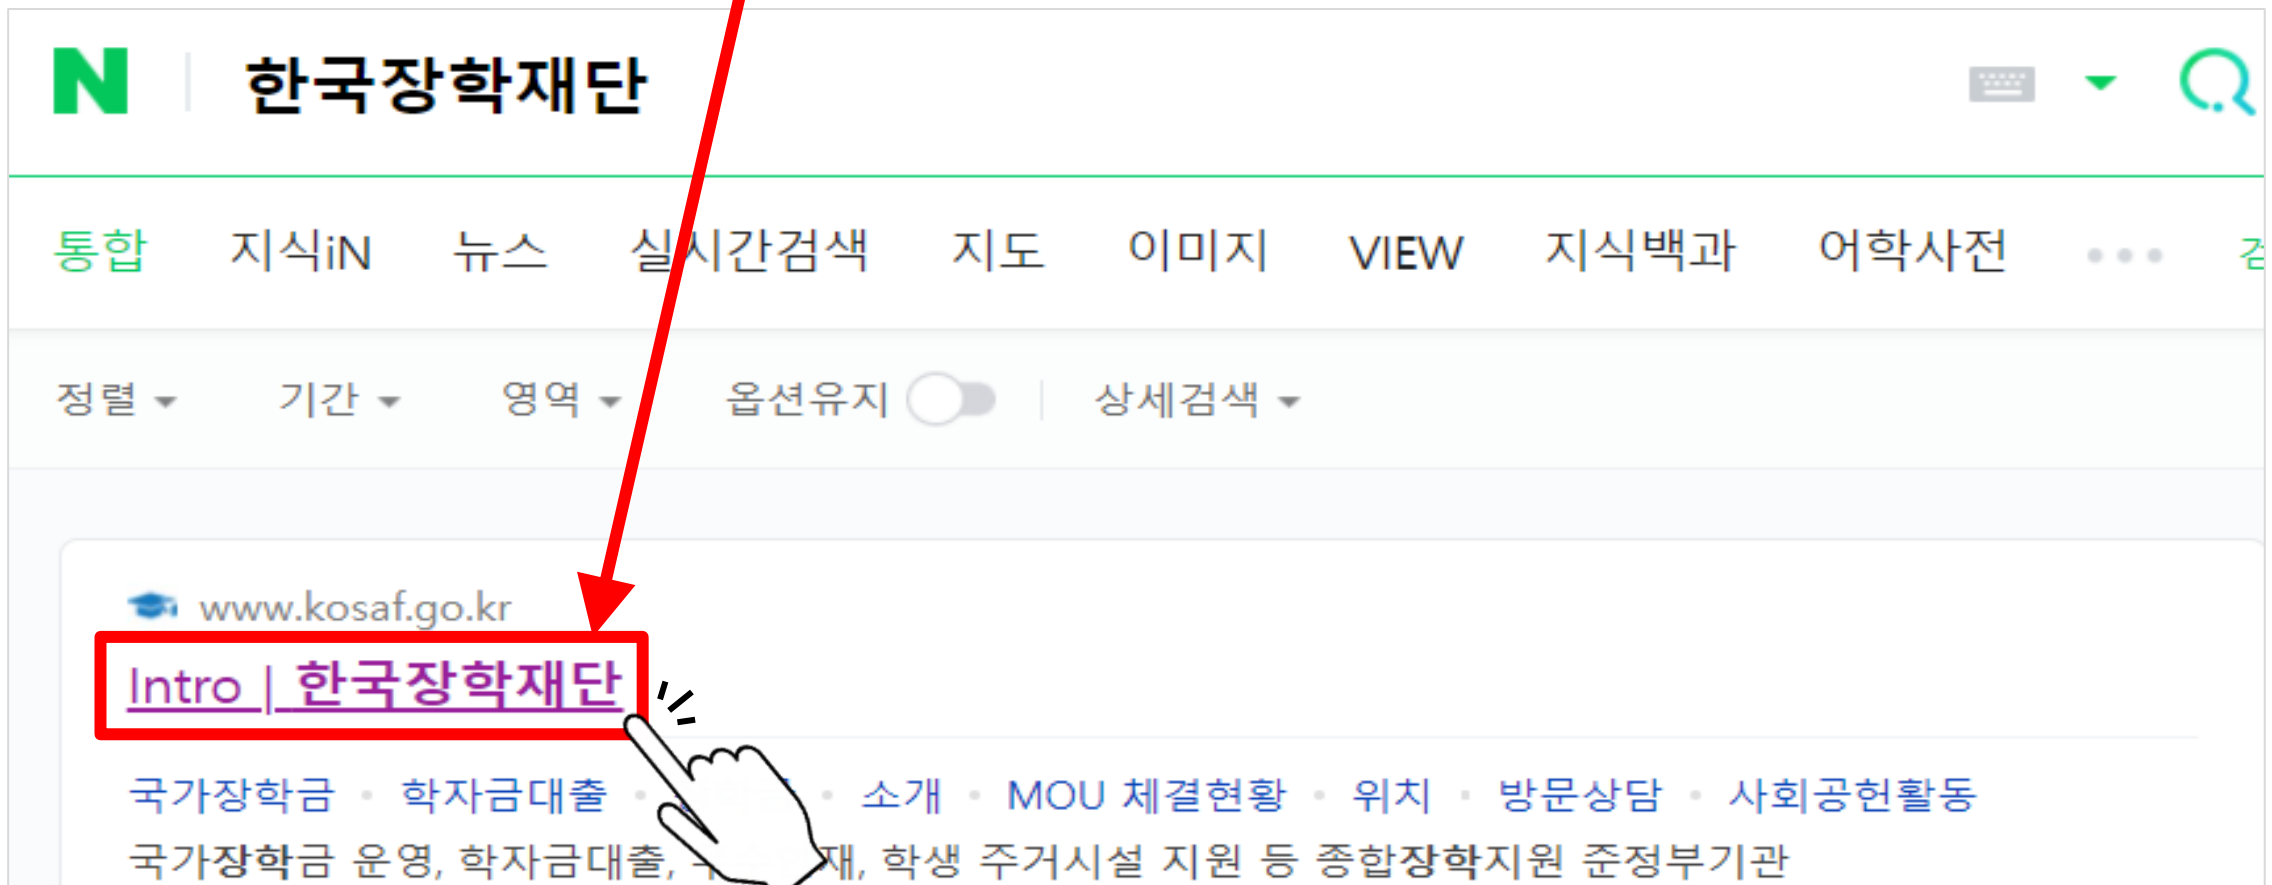 N 한국장학재단
통합 지식iN 뉴스 실시간검색 지도 이미지 VIEW 지식백과 어학사전
정렬 기간 영역 옵션유지 상세검색
www.kosaf.go.kr
Intro | 한국장학재단
국가장학금 · 학자금대출 · · 소개 · MOU 체결현황 · 위치 · 방문상담 · 사회공헌활동
국가장학금 운영, 학자금대출, 재, 학생 주거시설 지원 등 종합장학지원 준정부기관